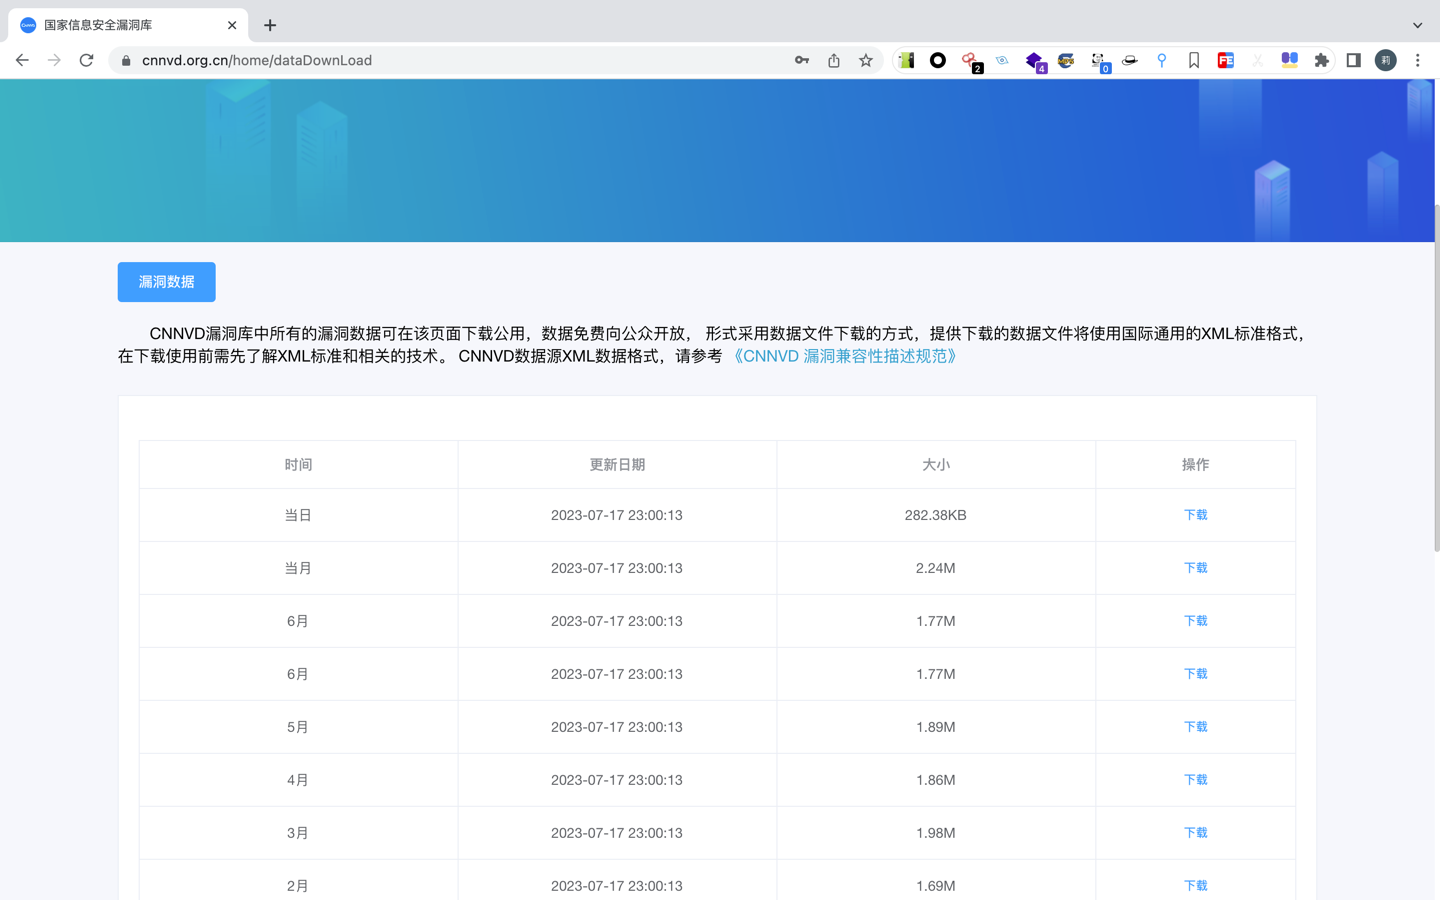 国家信息安全漏洞库
cnnvd.org.cn/home/dataDownLoad
2
4
0
莉
漏洞数据
CNNVD漏洞库中所有的漏洞数据可在该页面下载公用，数据免费向公众开放， 形式采用数据文件下载的方式，提供下载的数据文件将使用国际通用的XML标准格式，
在下载使用前需先了解XML标准和相关的技术。 CNNVD数据源XML数据格式，请参考 《CNNVD 漏洞兼容性描述规范》
时间 更新日期 大小 操作
当日 2023-07-17 23:00:13 282.38KB 下载
当月 2023-07-17 23:00:13 2.24M 下载
6月 2023-07-17 23:00:13 1.77M 下载
6月 2023-07-17 23:00:13 1.77M 下载
5月 2023-07-17 23:00:13 1.89M 下载
4月 2023-07-17 23:00:13 1.86M 下载
3月 2023-07-17 23:00:13 1.98M 下载
2月 2023-07-17 23:00:13 1.69M 下载